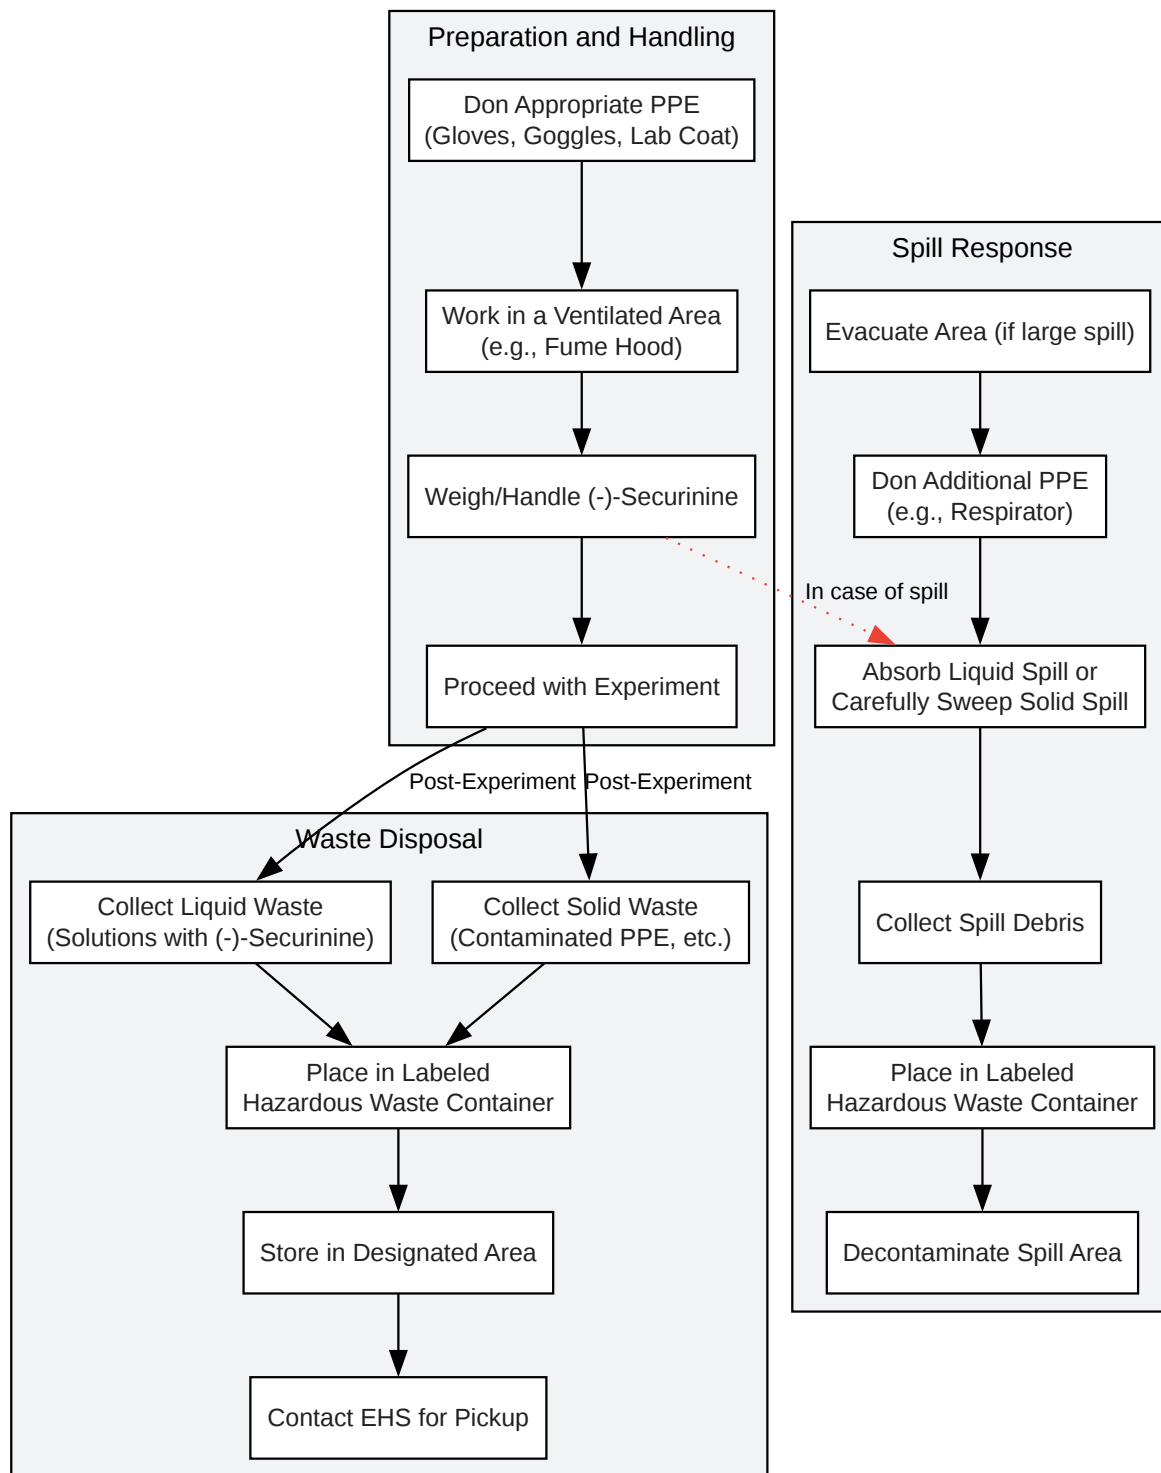 Preparation and Handling
Don Appropriate PPE
(Gloves, Goggles, Lab Coat)
Work in a Ventilated Area
(e.g., Fume Hood)
Weigh/Handle (-)-Securinine
Proceed with Experiment
Spill Response
Evacuate Area (if large spill)
Don Additional PPE
(e.g., Respirator)
In case of spill
Absorb Liquid Spill or
Carefully Sweep Solid Spill
Collect Spill Debris
Place in Labeled
Hazardous Waste Container
Decontaminate Spill Area
Post-Experiment
Post-Experiment
Waste Disposal
Collect Liquid Waste
(Solutions with (-)-Securinine)
Collect Solid Waste
(Contaminated PPE, etc.)
Place in Labeled
Hazardous Waste Container
Store in Designated Area
Contact EHS for Pickup